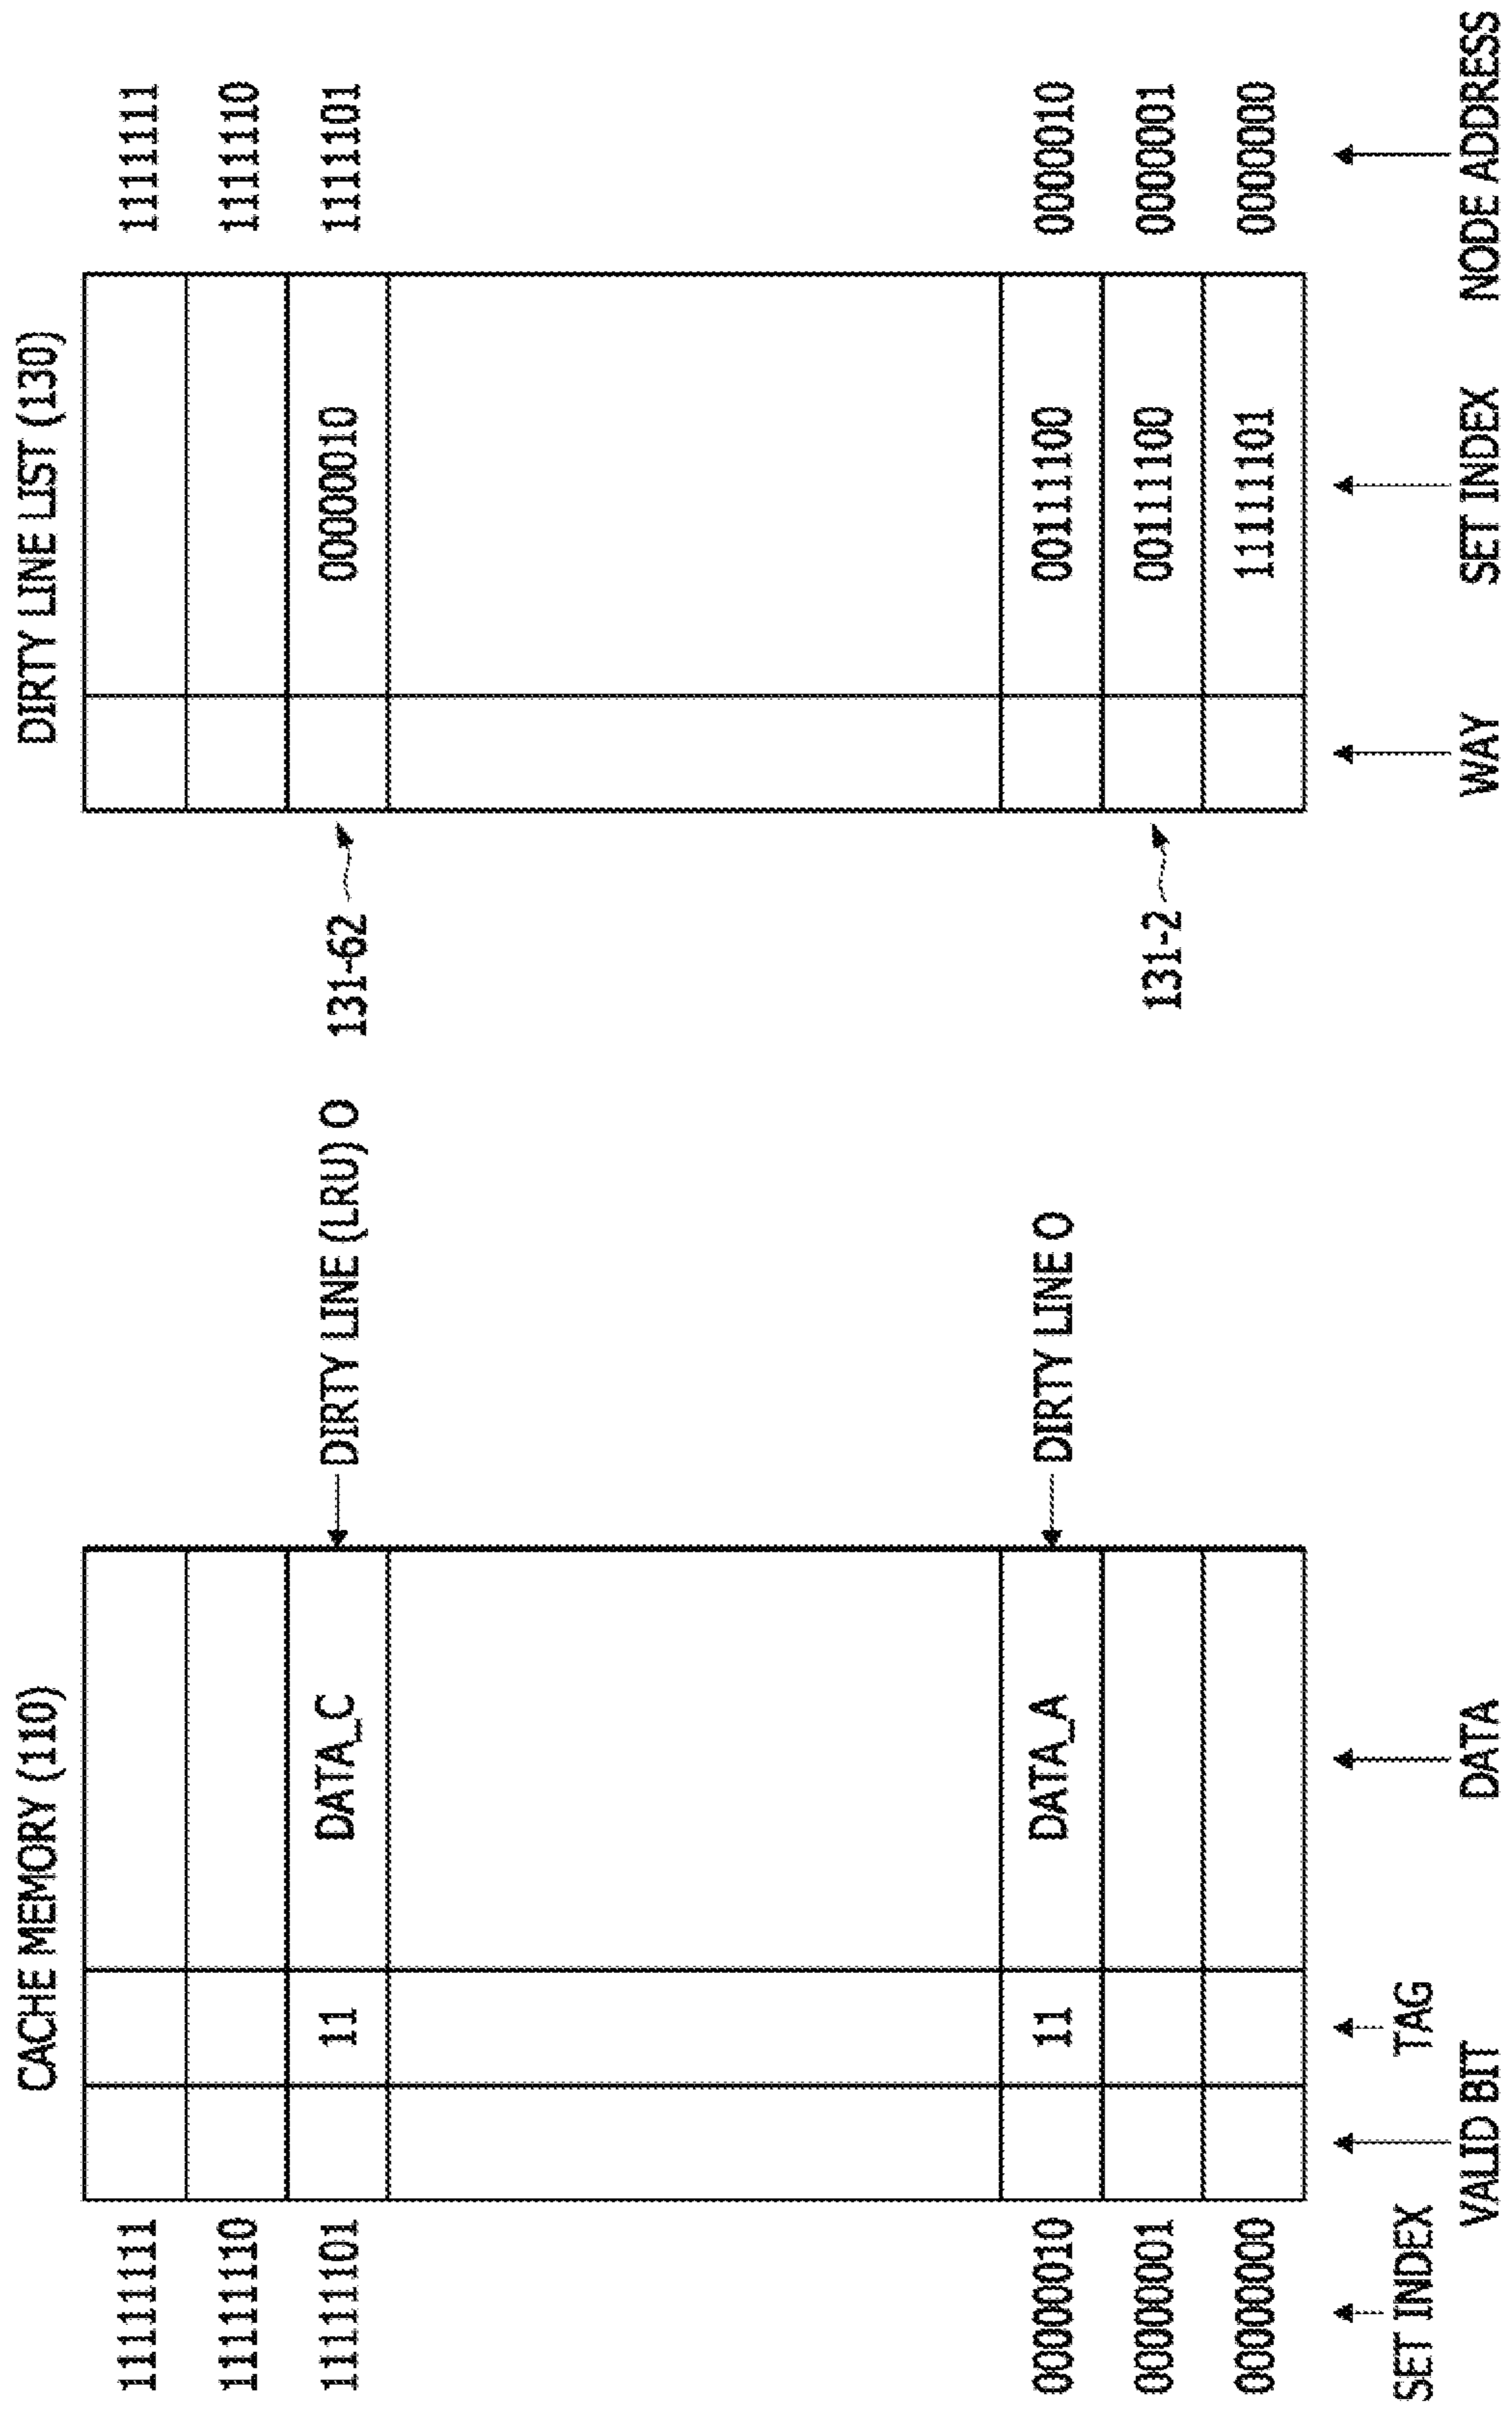 CACHE MEMORY (110) DIRTY LINE LIST (130)
11111111 1111111
11111110 1111110
11111101 11 DATA_C DIRTY LINE (LRU) O 131-62 00000010 1111101
00000010 11 DATA_A DIRTY LINE O 00111100 0000010
00000001 131-2 00111100 0000001
00000000 11111101 0000000
SET INDEX TAG
VALID BIT DATA WAY SET INDEX NODE ADDRESS